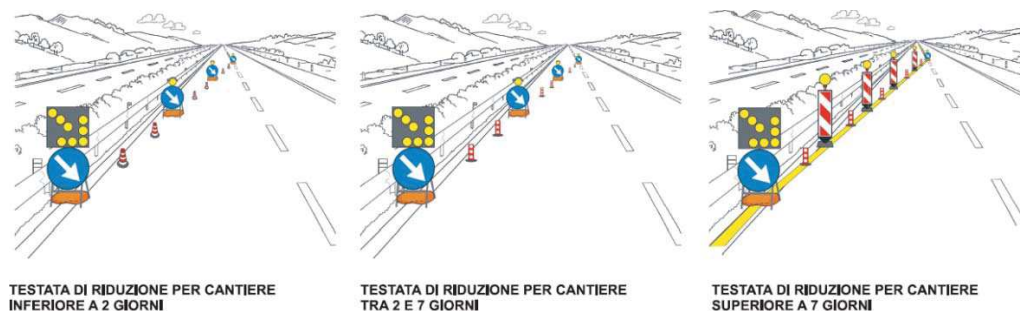 TESTATA DI RIDUZIONE PER CANTIERE
INFERIORE A 2 GIORNI
TESTATA DI RIDUZIONE PER CANTIERE
TRA 2 E 7 GIORNI
TESTATA DI RIDUZIONE PER CANTIERE
SUPERIORE A 7 GIORNI